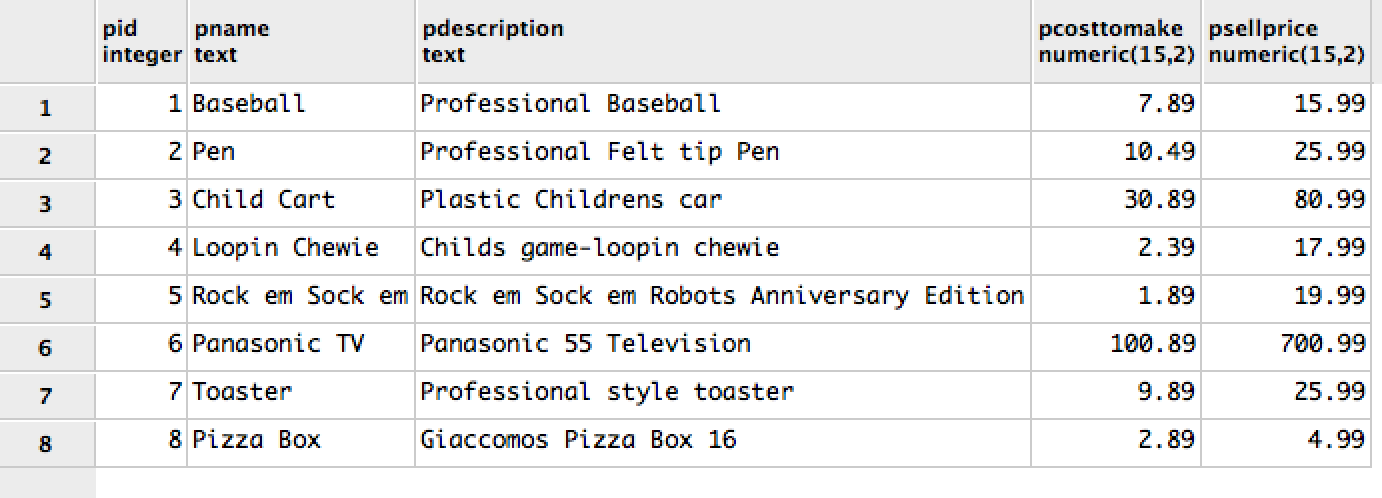 pid pname pdescription pcosttomake psellprice
integer text text numeric(15,2) numeric(15,2)
1 1 Baseball Professional Baseball 7.89 15.99
2 2 Pen Professional Felt tip Pen 10.49 25.99
3 3 Child Cart Plastic Childrens car 30.89 80.99
4 4 Loopin Chewie Childs game-loopin chewie 2.39 17.99
5 5 Rock em Sock em Rock em Sock em Robots Anniversary Edition 1.89 19.99
6 6 Panasonic TV Panasonic 55 Television 100.89 700.99
7 7 Toaster Professional style toaster 9.89 25.99
8 8 Pizza Box Giaccomos Pizza Box 16 2.89 4.99